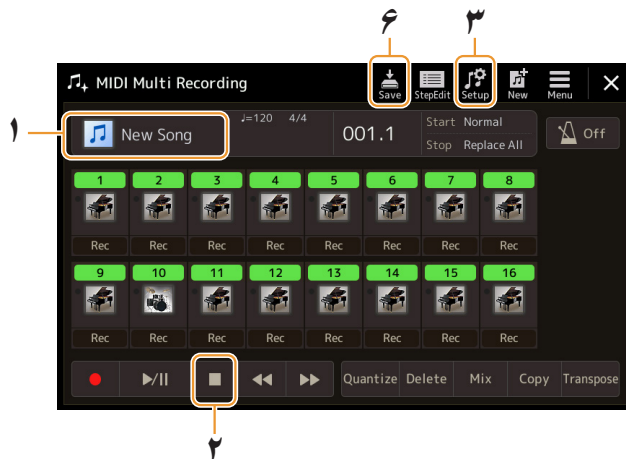 ۶ ۳
MIDI Multi Recording Save StepEdit Setup New Menu
۱
New Song ♩=120 4/4 001.1 Start Normal Off
Stop Replace All
1 2 3 4 5 6 7 8
Rec Rec Rec Rec Rec Rec Rec Rec
9 10 11 12 13 14 15 16
Rec Rec Rec Rec Rec Rec Rec Rec
Quantize Delete Mix Copy Transpose
۲